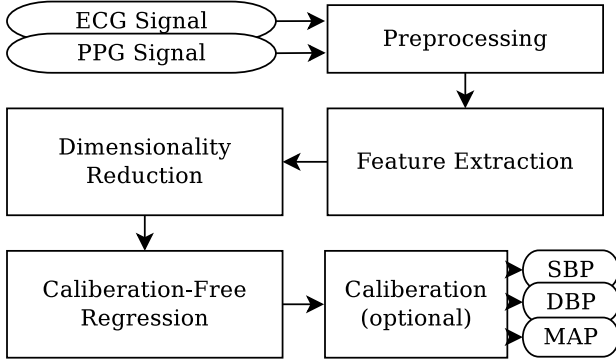 ECG Signal
PPG Signal
Preprocessing
Dimensionality
Reduction
Feature Extraction
Caliberation-Free
Regression
Caliberation
(optional)
SBP
DBP
MAP